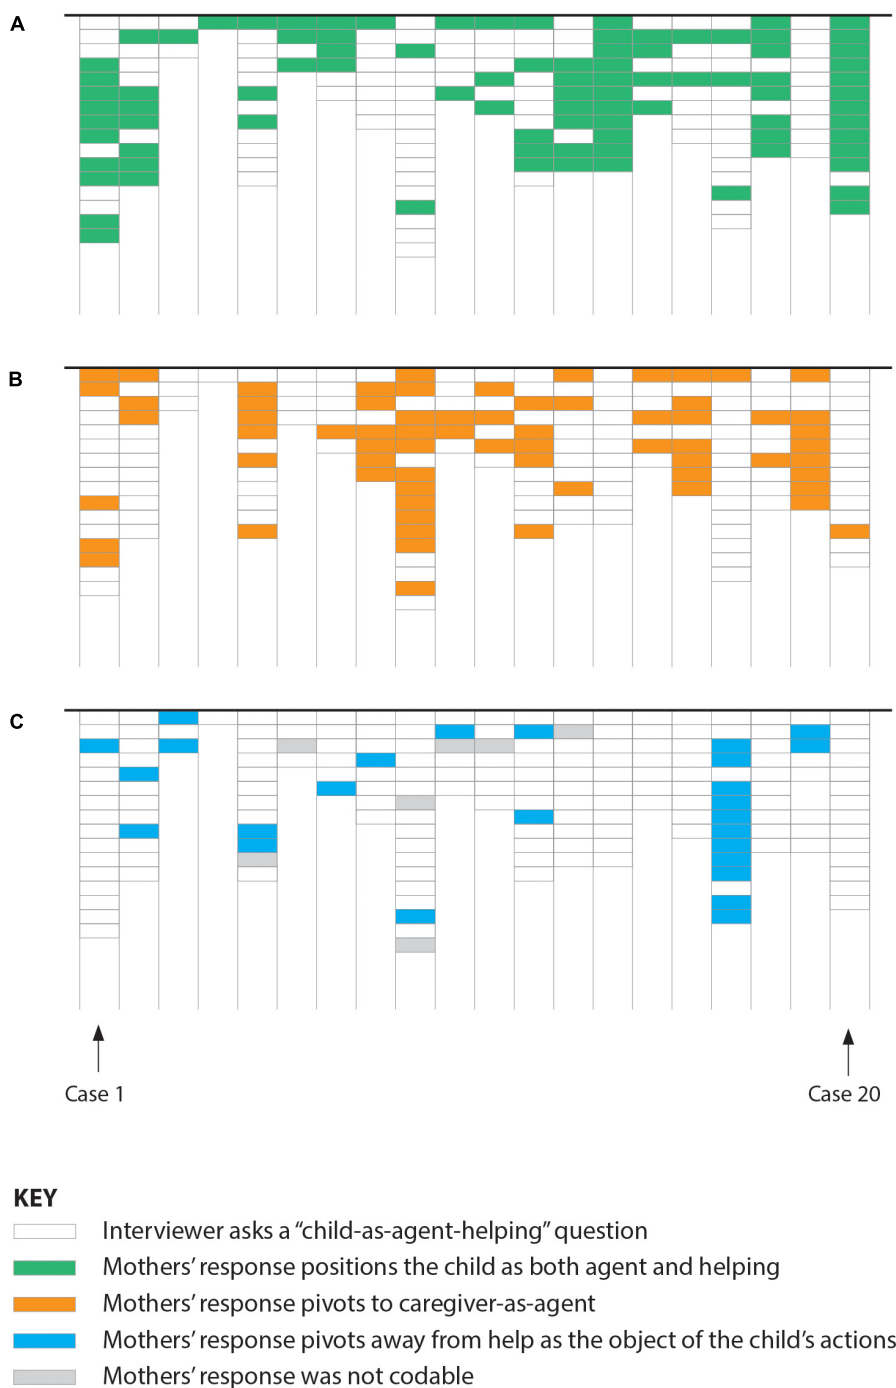 A
B
C
Case 1
Case 20
KEY
Interviewer asks a “child-as-agent-helping” question
Mothers’ response positions the child as both agent and helping
Mothers’ response pivots to caregiver-as-agent
Mothers’ response pivots away from help as the object of the child’s actions
Mothers’ response was not codable